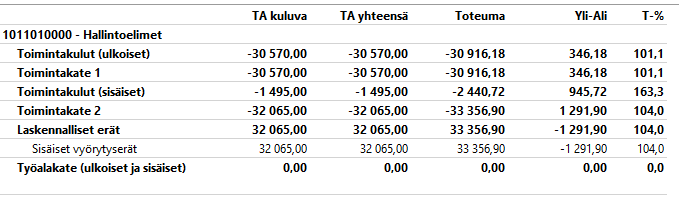 TA kuluva TA yhteensä Toteuma Yli-Ali T-%
1011010000 - Hallintoelimet
Toimintakulut (ulkoiset) -30 570,00 -30 570,00 -30 916,18 346,18 101,1
Toimintakate 1 -30 570,00 -30 570,00 -30 916,18 346,18 101,1
Toimintakulut (sisäiset) -1 495,00 -1 495,00 -2 440,72 945,72 163,3
Toimintakate 2 -32 065,00 -32 065,00 -33 356,90 1 291,90 104,0
Laskennalliset erät 32 065,00 32 065,00 33 356,90 -1 291,90 104,0
Sisäiset vyörytyserät 32 065,00 32 065,00 33 356,90 -1 291,90 104,0
Työalakate (ulkoiset ja sisäiset) 0,00 0,00 0,00 0,00 0,0